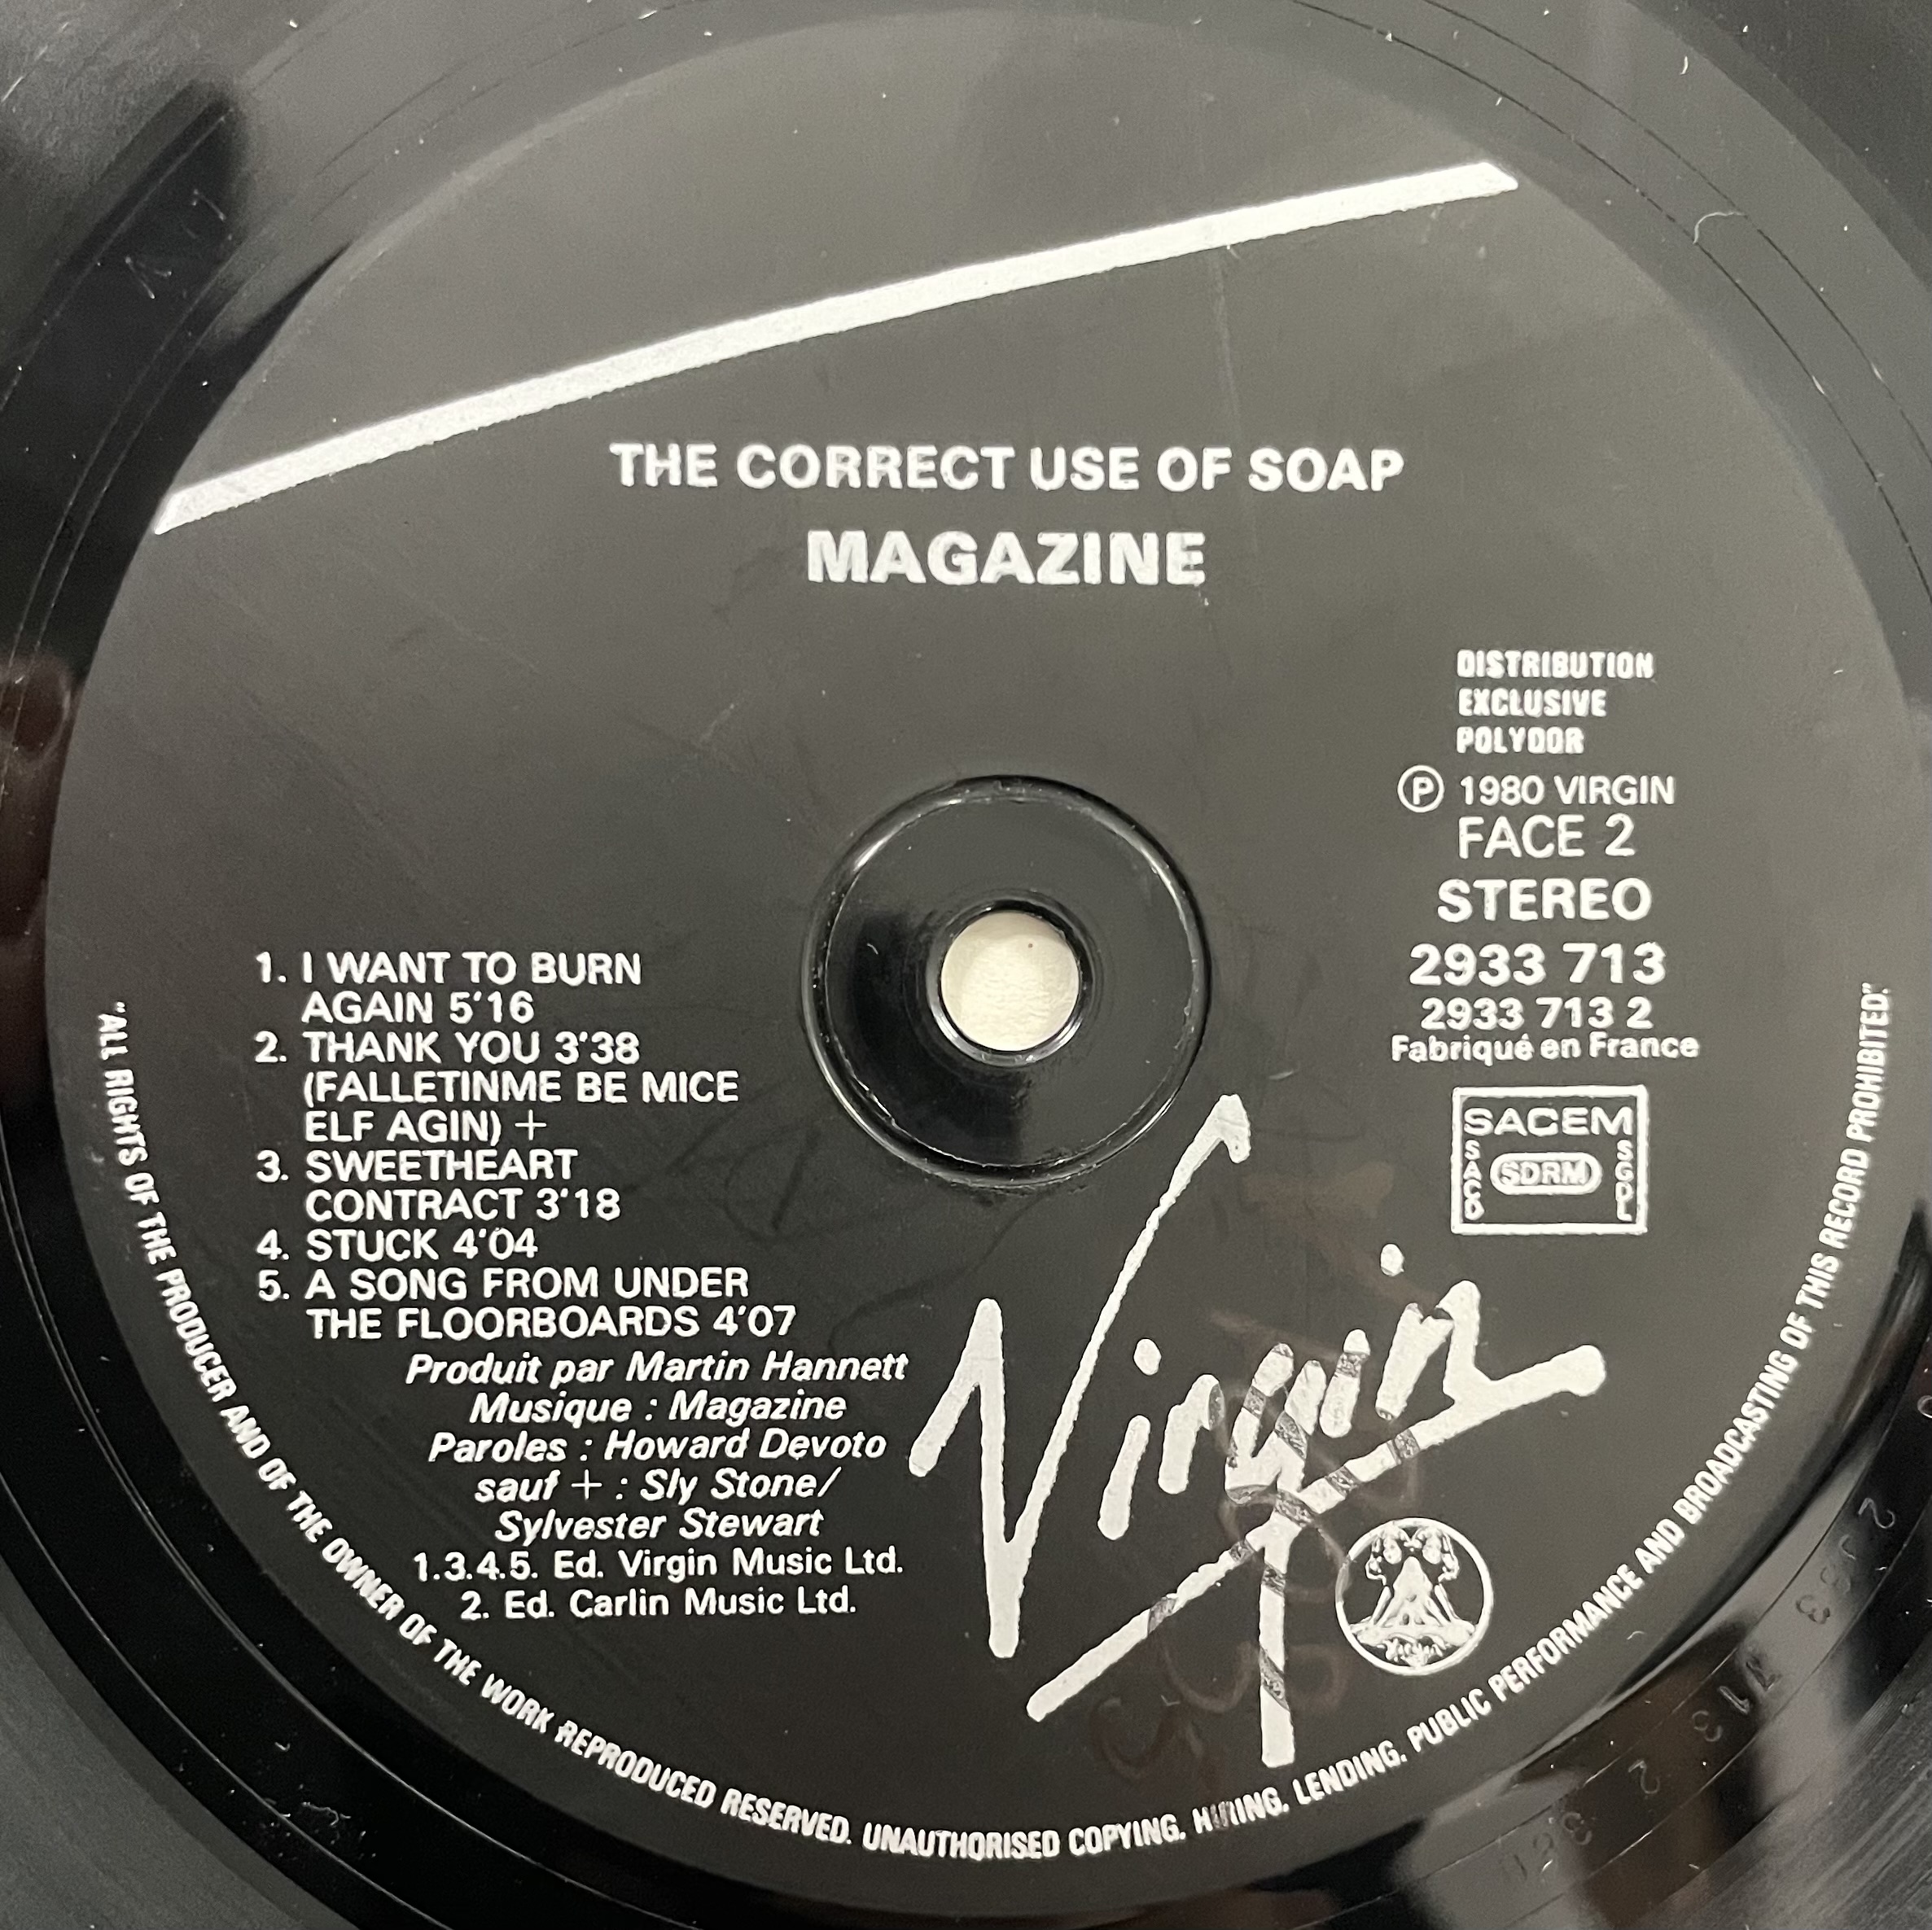 THE CORRECT USE OF SOAP
MAGAZINE
DISTRIBUTION
EXCLUSIVE
POLYDOR
Ⓟ 1980 VIRGIN
FACE 2
STEREO
2933 713
2933 713 2
Fabriqué en France
SACEM
SACD
SDRM
SGDL
1. I WANT TO BURN
AGAIN 5'16
2. THANK YOU 3'38
(FALLETINME BE MICE
ELF AGIN) +
3. SWEETHEART
CONTRACT 3'18
4. STUCK 4'04
5. A SONG FROM UNDER
THE FLOORBOARDS 4'07
Produit par Martin Hannett
Musique : Magazine
Paroles : Howard Devoto
sauf + : Sly Stone/
Sylvester Stewart
1.3.4.5. Ed. Virgin Music Ltd.
2. Ed. Carlin Music Ltd.
Virgin
Virgin
"ALL RIGHTS OF THE PRODUCER AND OF THE OWNER OF THE WORK REPRODUCED RESERVED. UNAUTHORISED COPYING. HIRING. LENDING. PUBLIC PERFORMANCE AND BROADCASTING OF THIS RECORD PROHIBITED."